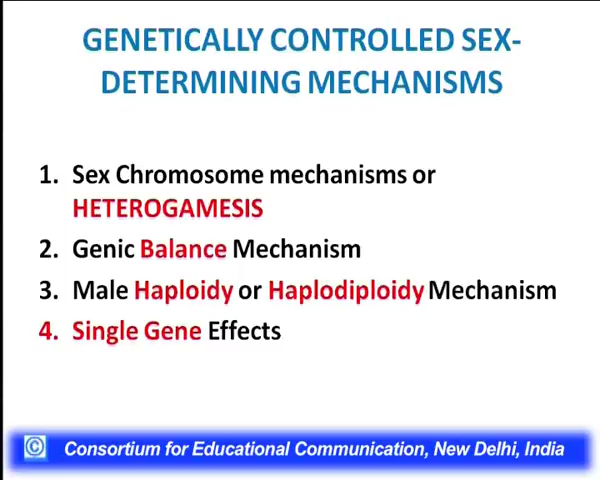 GENETICALLY CONTROLLED SEX-
DETERMINING MECHANISMS
1. Sex Chromosome mechanisms or
HETEROGAMESIS
2. Genic Balance Mechanism
3. Male Haploidy or Haplodiploidy Mechanism
4. Single Gene Effects
© Consortium for Educational Communication, New Delhi, India